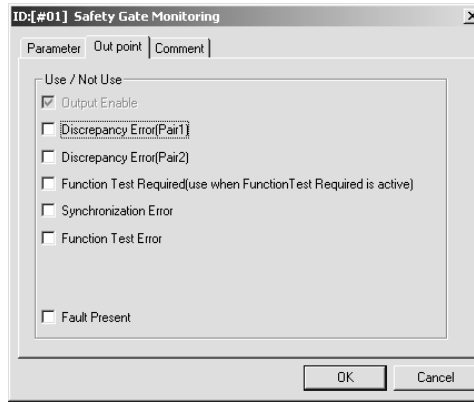 ID:[#01] Safety Gate Monitoring
Parameter Out point Comment
Use / Not Use
Output Enable
Discrepancy Error(Pair1)
Discrepancy Error(Pair2)
Function Test Required(use when FunctionTest Required is active)
Synchronization Error
Function Test Error
Fault Present
OK Cancel